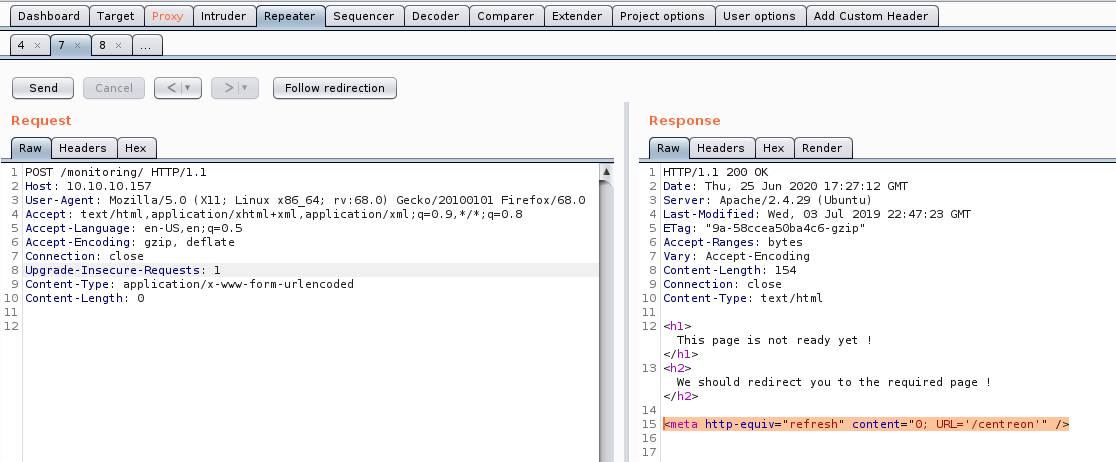 Dashboard Target Proxy Intruder Repeater Sequencer Decoder Comparer Extender Project options User options Add Custom Header
4 × 7 × 8 × ...
Send Cancel < ▼ > ▼ Follow redirection
Request
Raw Headers Hex
1 POST /monitoring/ HTTP/1.1
2 Host: 10.10.10.157
3 User-Agent: Mozilla/5.0 (X11; Linux x86_64; rv:68.0) Gecko/20100101 Firefox/68.0
4 Accept: text/html,application/xhtml+xml,application/xml;q=0.9,*/*;q=0.8
5 Accept-Language: en-US,en;q=0.5
6 Accept-Encoding: gzip, deflate
7 Connection: close
8 Upgrade-Insecure-Requests: 1
9 Content-Type: application/x-www-form-urlencoded
10 Content-Length: 0
11
12
Response
Raw Headers Hex Render
1 HTTP/1.1 200 OK
2 Date: Thu, 25 Jun 2020 17:27:12 GMT
3 Server: Apache/2.4.29 (Ubuntu)
4 Last-Modified: Wed, 03 Jul 2019 22:47:23 GMT
5 ETag: "9a-58ccea50ba4c6-gzip"
6 Accept-Ranges: bytes
7 Vary: Accept-Encoding
8 Content-Length: 154
9 Connection: close
10 Content-Type: text/html
11
12 <h1>
This page is not ready yet !
</h1>
13 <h2>
We should redirect you to the required page !
</h2>
14
15 <meta http-equiv="refresh" content="0; URL='/centreon'" />
16
17